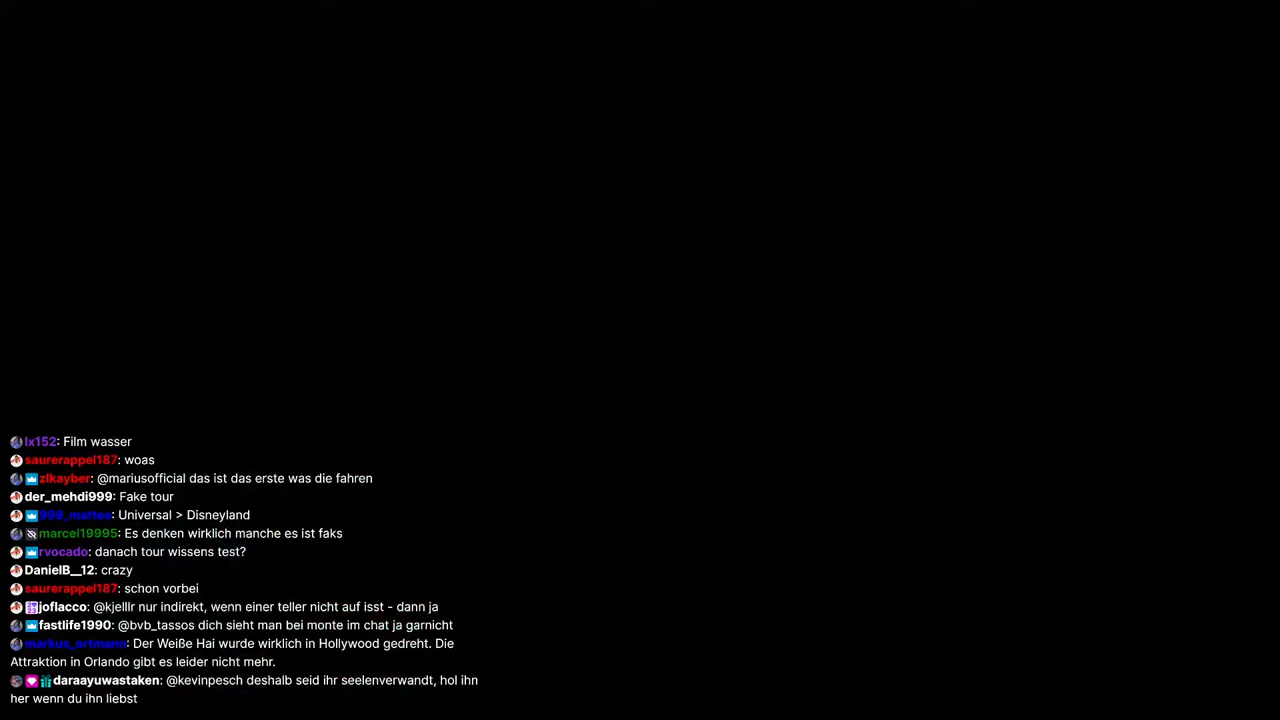 lx152: Film wasser
saurerappel187: woas
zlkayber: @mariusofficial das ist das erste was die fahren
der_mehdi999: Fake tour
999_matteo: Universal > Disneyland
marcel19995: Es denken wirklich manche es ist faks
rvocado: danach tour wissens test?
DanielB__12: crazy
saurerappel187: schon vorbei
joflacco: @kjelllr nur indirekt, wenn einer teller nicht auf isst - dann ja
fastlife1990: @bvb_tassos dich sieht man bei monte im chat ja garnicht
markus_ortmann: Der Weiße Hai wurde wirklich in Hollywood gedreht. Die
Attraktion in Orlando gibt es leider nicht mehr.
daraayuwastaken: @kevinpesch deshalb seid ihr seelenverwandt, hol ihn
her wenn du ihn liebst